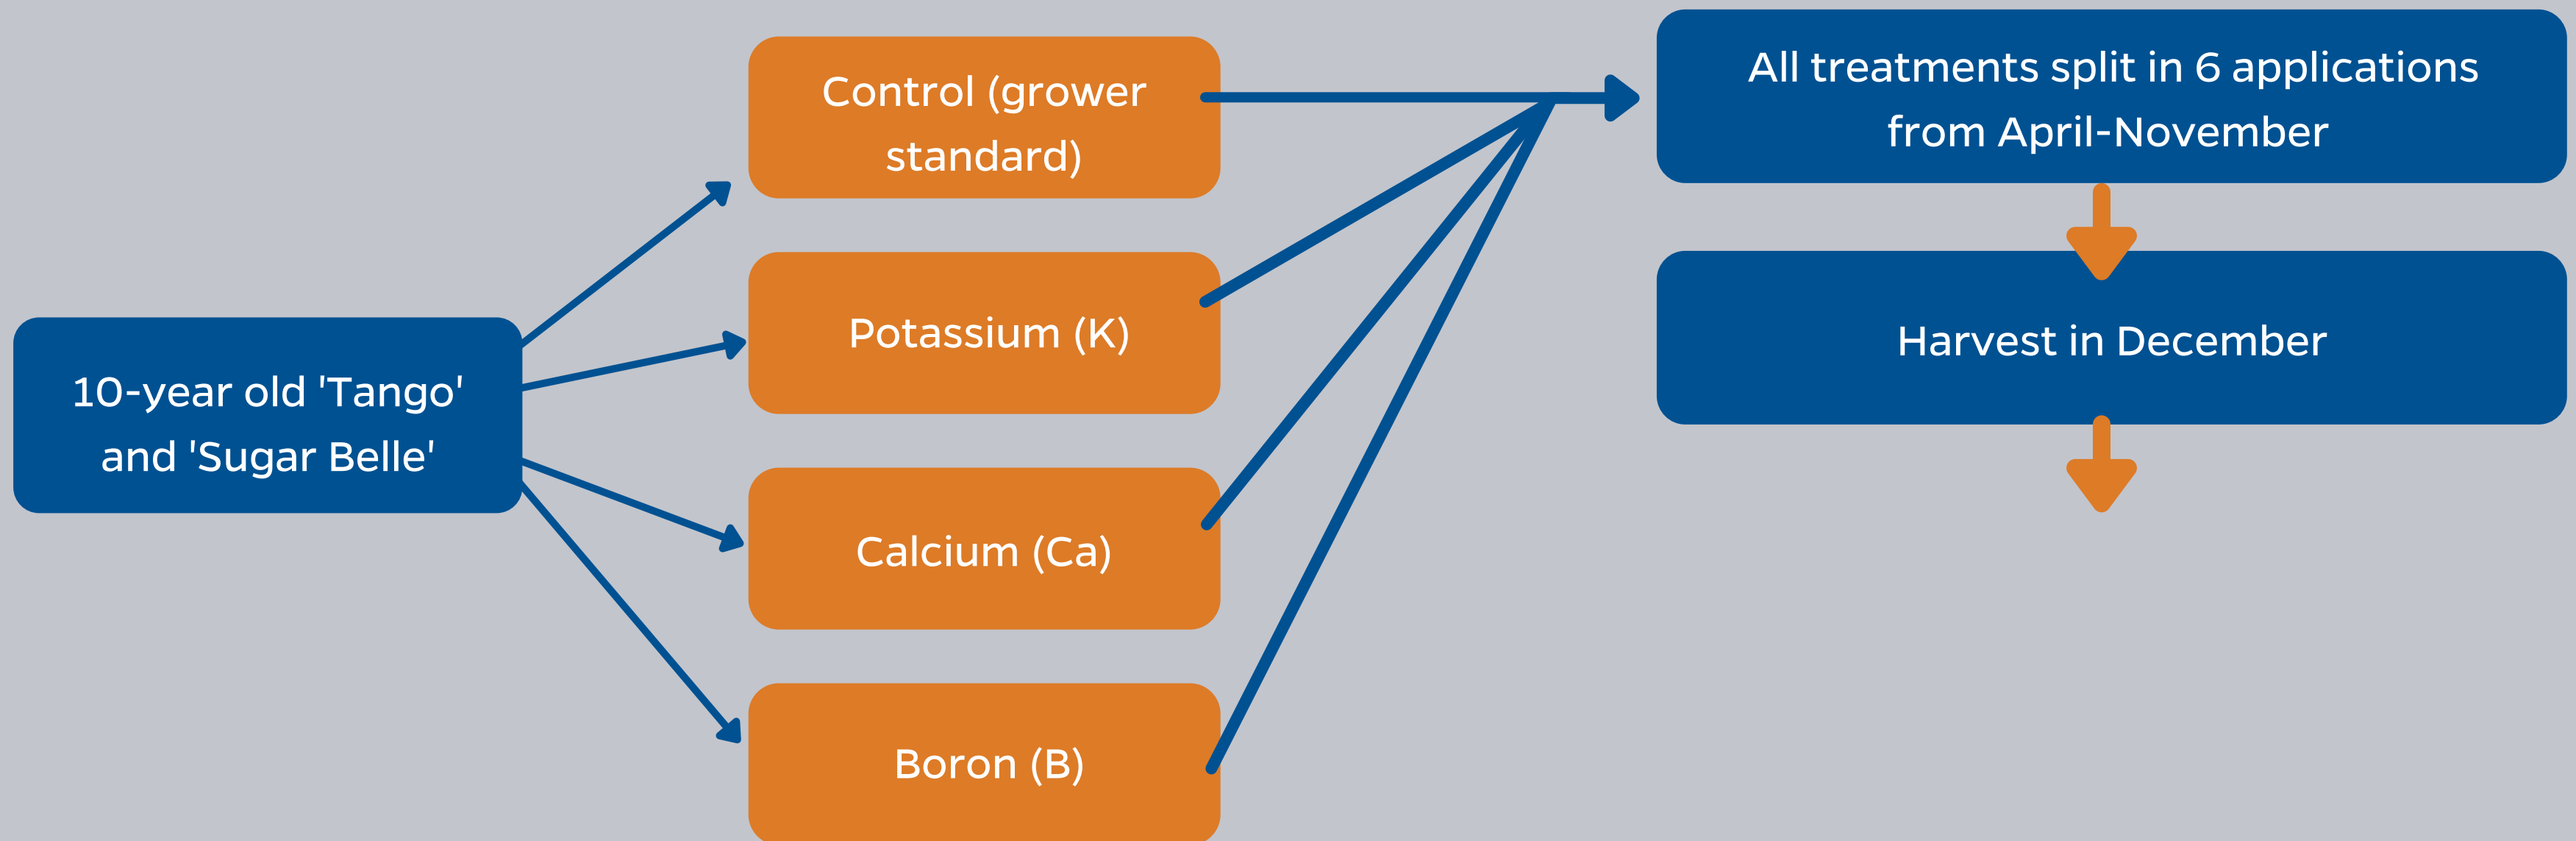 10-year old 'Tango'
and 'Sugar Belle'
Control (grower
standard)
Potassium (K)
Calcium (Ca)
Boron (B)
All treatments split in 6 applications
from April-November
Harvest in December